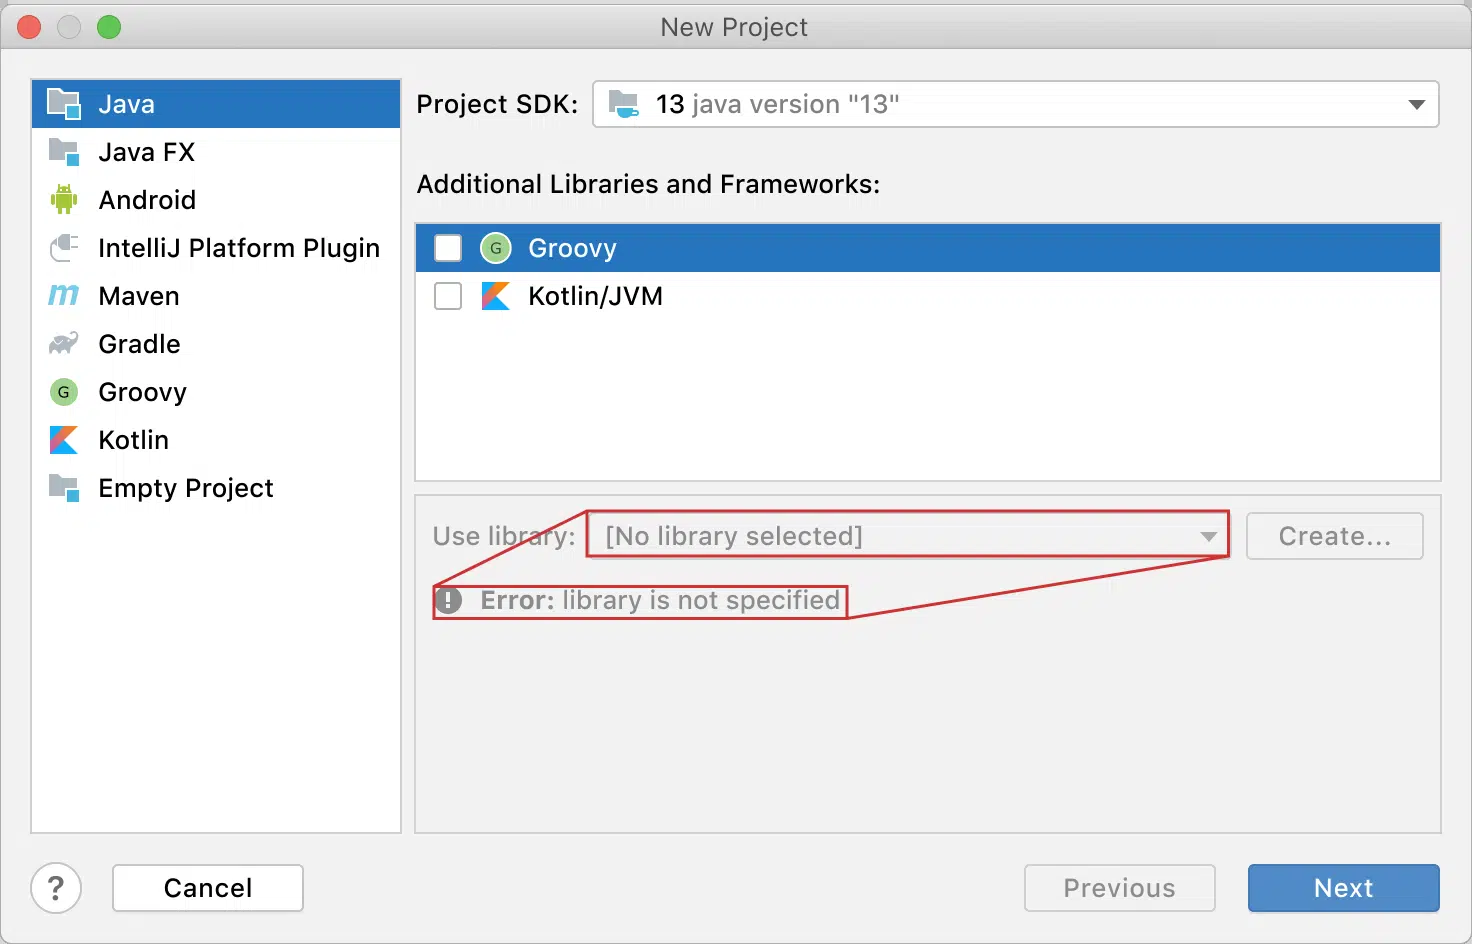 New Project
Java
Java FX
Android
IntelliJ Platform Plugin
Maven
Gradle
G Groovy
Kotlin
Empty Project
Project SDK: 13 java version "13"
Additional Libraries and Frameworks:
G Groovy
Kotlin/JVM
Use library: [No library selected] Create...
! Error: library is not specified
? Cancel Previous Next